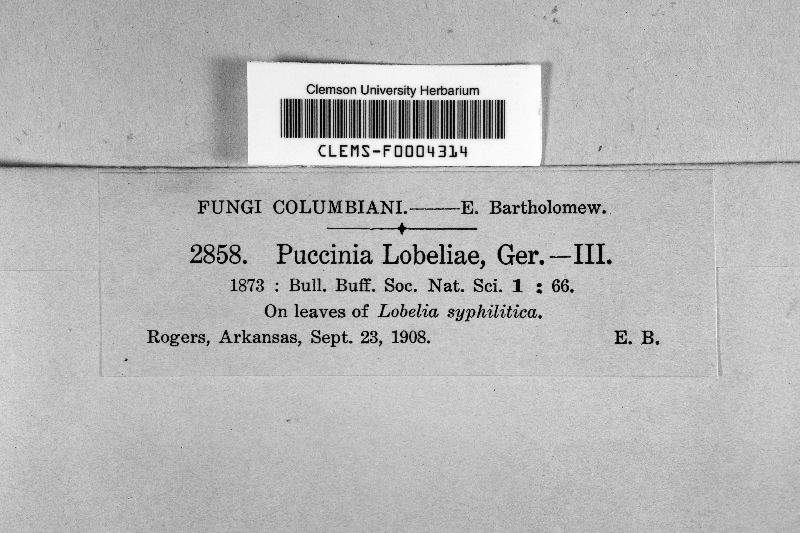 Clemson University Herbarium
CLEMS-F0004314
FUNGI COLUMBIANI.——E. Bartholomew.
2858. Puccinia Lobeliae, Ger.—III.
1873 : Bull. Buff. Soc. Nat. Sci. 1 : 66.
On leaves of Lobelia syphilitica.
Rogers, Arkansas, Sept. 23, 1908. E. B.